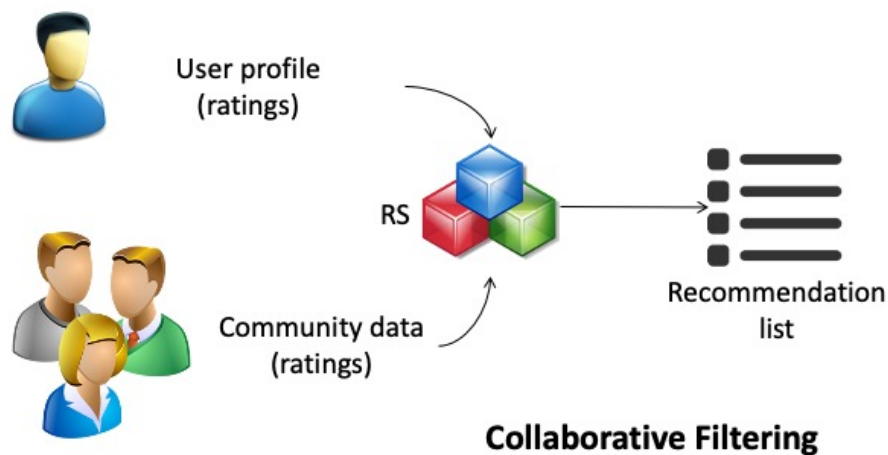 User profile
(ratings)
RS
Community data
(ratings)
Recommendation
list
Collaborative Filtering